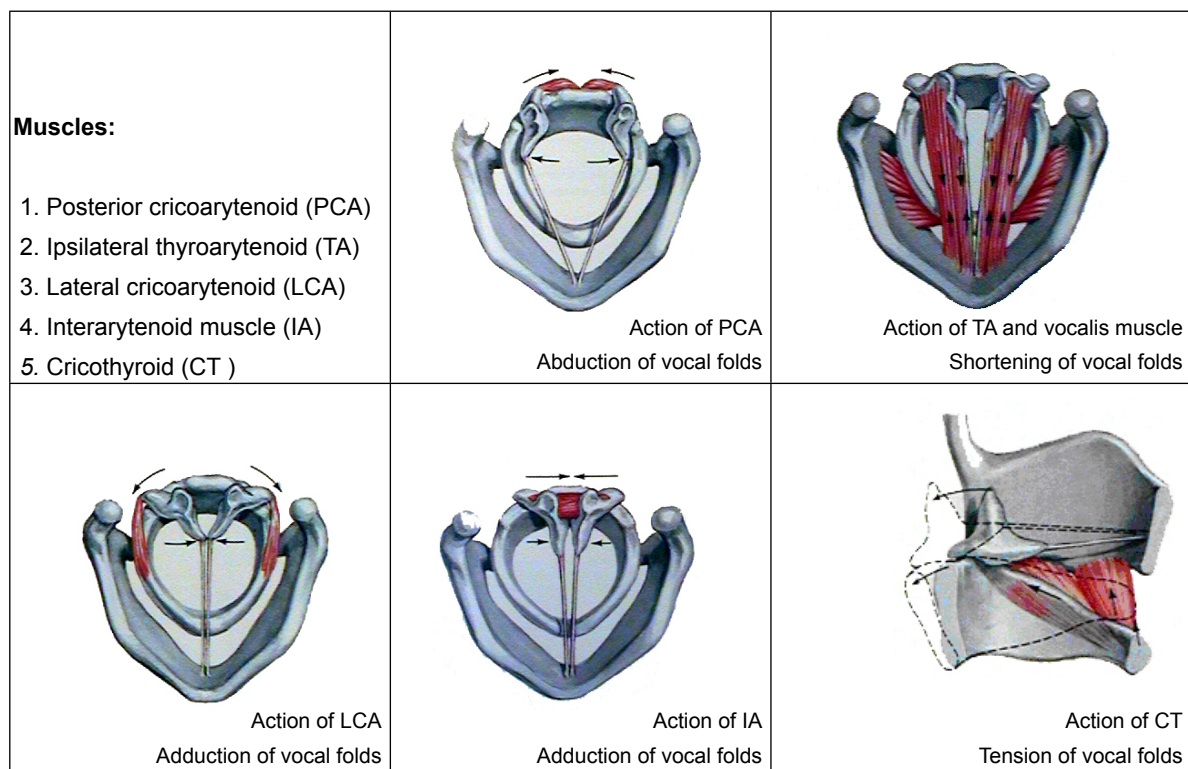 Muscles:
1. Posterior cricoarytenoid (PCA)
2. Ipsilateral thyroarytenoid (TA)
3. Lateral cricoarytenoid (LCA)
4. Interarytenoid muscle (IA)
5. Cricothyroid (CT )
Action of PCA
Abduction of vocal folds
Action of TA and vocalis muscle
Shortening of vocal folds
Action of LCA
Adduction of vocal folds
Action of IA
Adduction of vocal folds
Action of CT
Tension of vocal folds